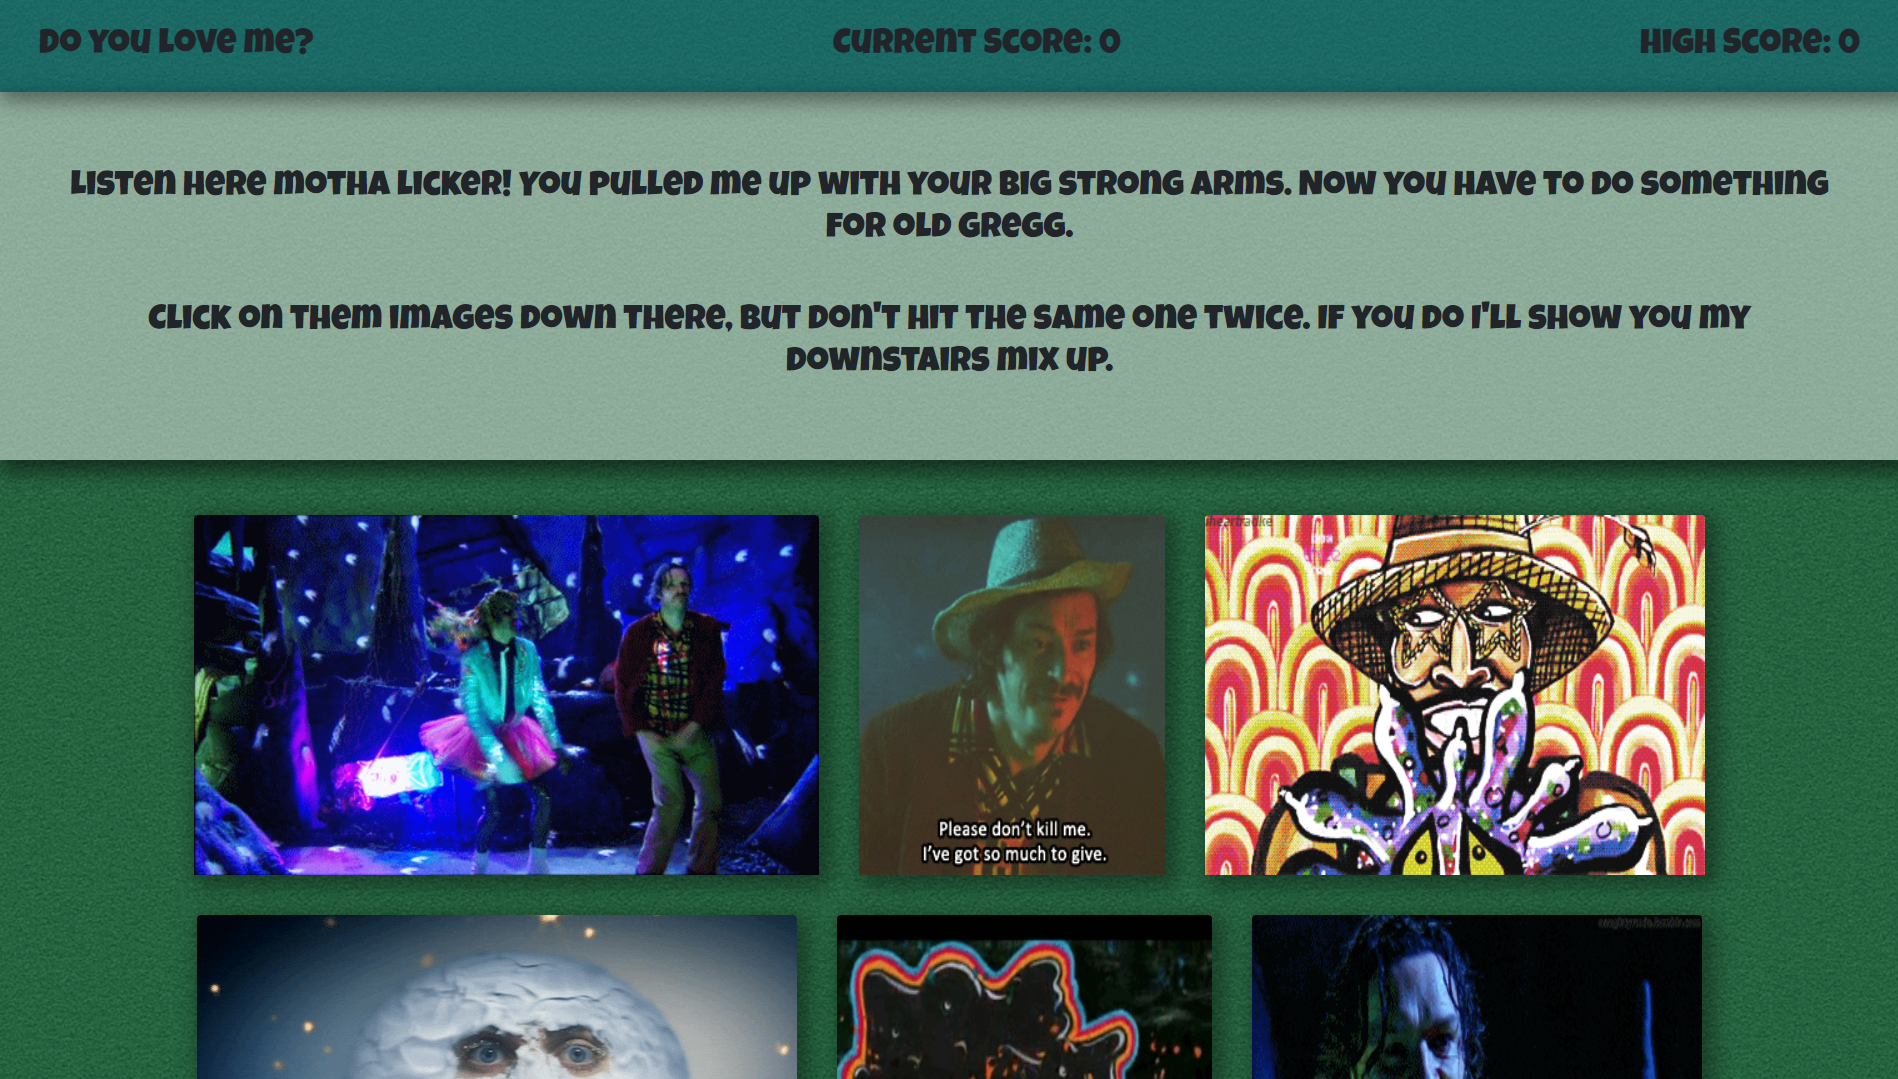 Do you love me?
Current Score: 0
High Score: 0
Listen here motha licker! You pulled me up with your big strong arms. Now you have to do something
for Old Gregg.
Click on them images down there, but don't hit the same one twice. If you do I'll show you my
downstairs mix up.
iheartradke
Please don't kill me.
I've got so much to give.